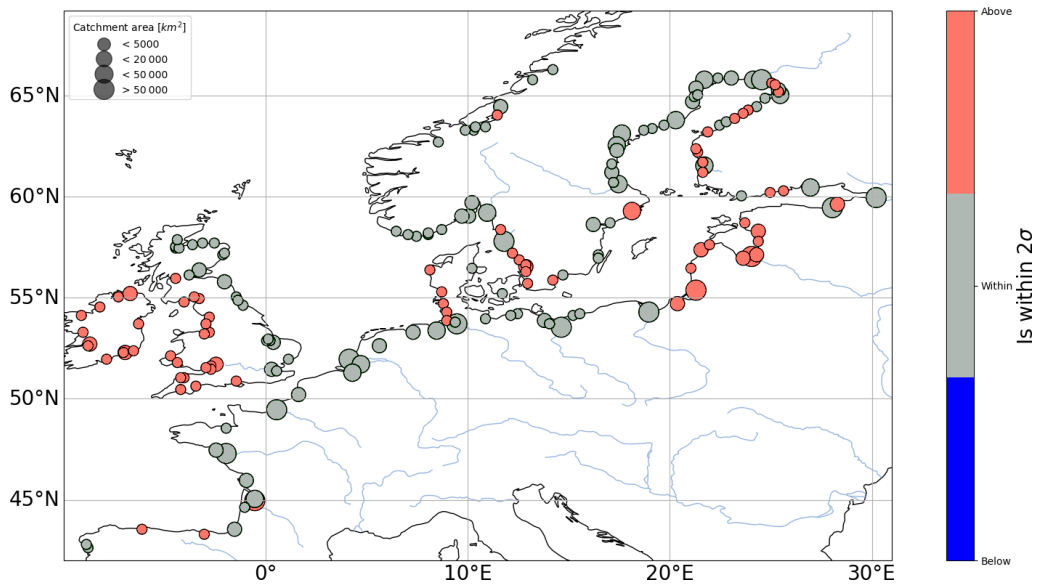 Catchment area [km²]
< 5000
< 20 000
< 50 000
> 50 000
65°N
60°N
55°N
50°N
45°N
0°
10°E
20°E
30°E
Above
Within
Below
Is within 2σ